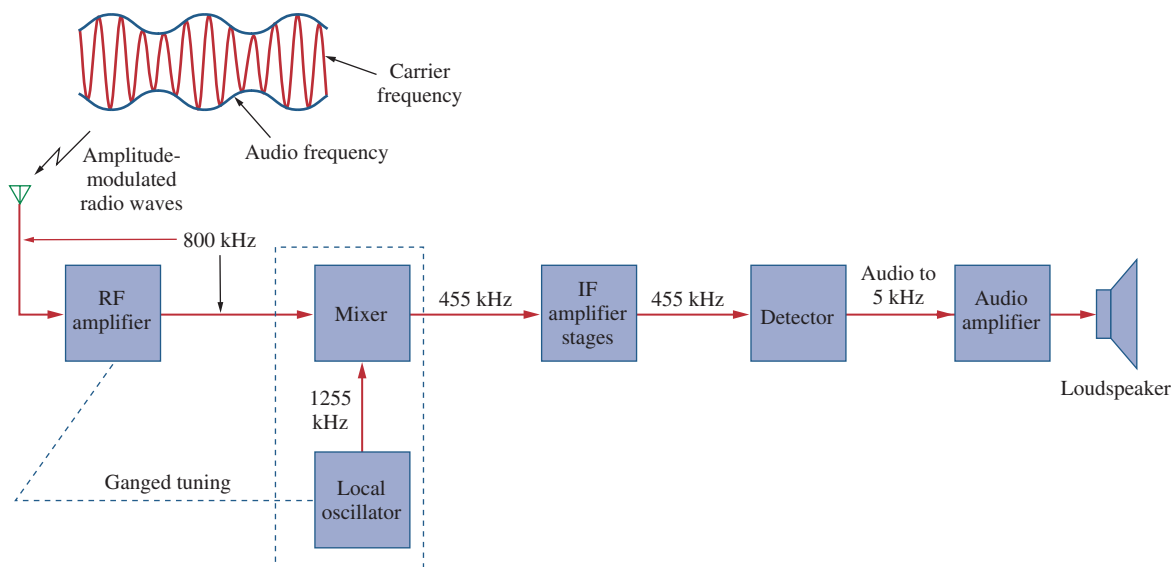 Carrier
frequency
Audio frequency
Amplitude-
modulated
radio waves
800 kHz
RF
amplifier
Mixer
455 kHz
IF
amplifier
stages
455 kHz
Detector
Audio to
5 kHz
Audio
amplifier
Loudspeaker
1255
kHz
Ganged tuning
Local
oscillator